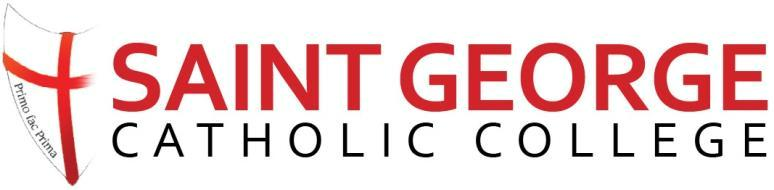 Primo fac Prima
SAINT GEORGE
CATHOLIC COLLEGE